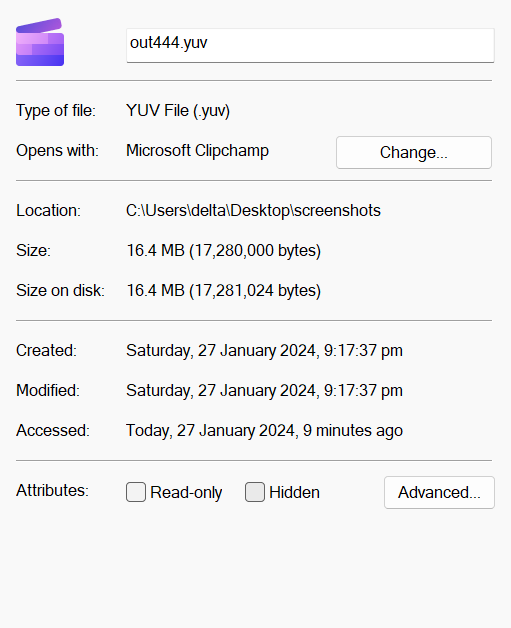 out444.yuv
Type of file: YUV File (.yuv)
Opens with: Microsoft Clipchamp Change...
Location: C:\Users\delta\Desktop\screenshots
Size: 16.4 MB (17,280,000 bytes)
Size on disk: 16.4 MB (17,281,024 bytes)
Created: Saturday, 27 January 2024, 9:17:37 pm
Modified: Saturday, 27 January 2024, 9:17:37 pm
Accessed: Today, 27 January 2024, 9 minutes ago
Attributes: Read-only Hidden Advanced...